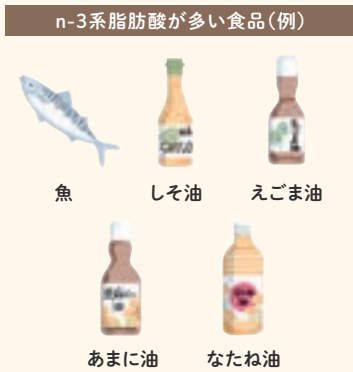 n-3系脂肪酸が多い食品(例)
魚
しそ油
えごま油
あまに油
なたね油